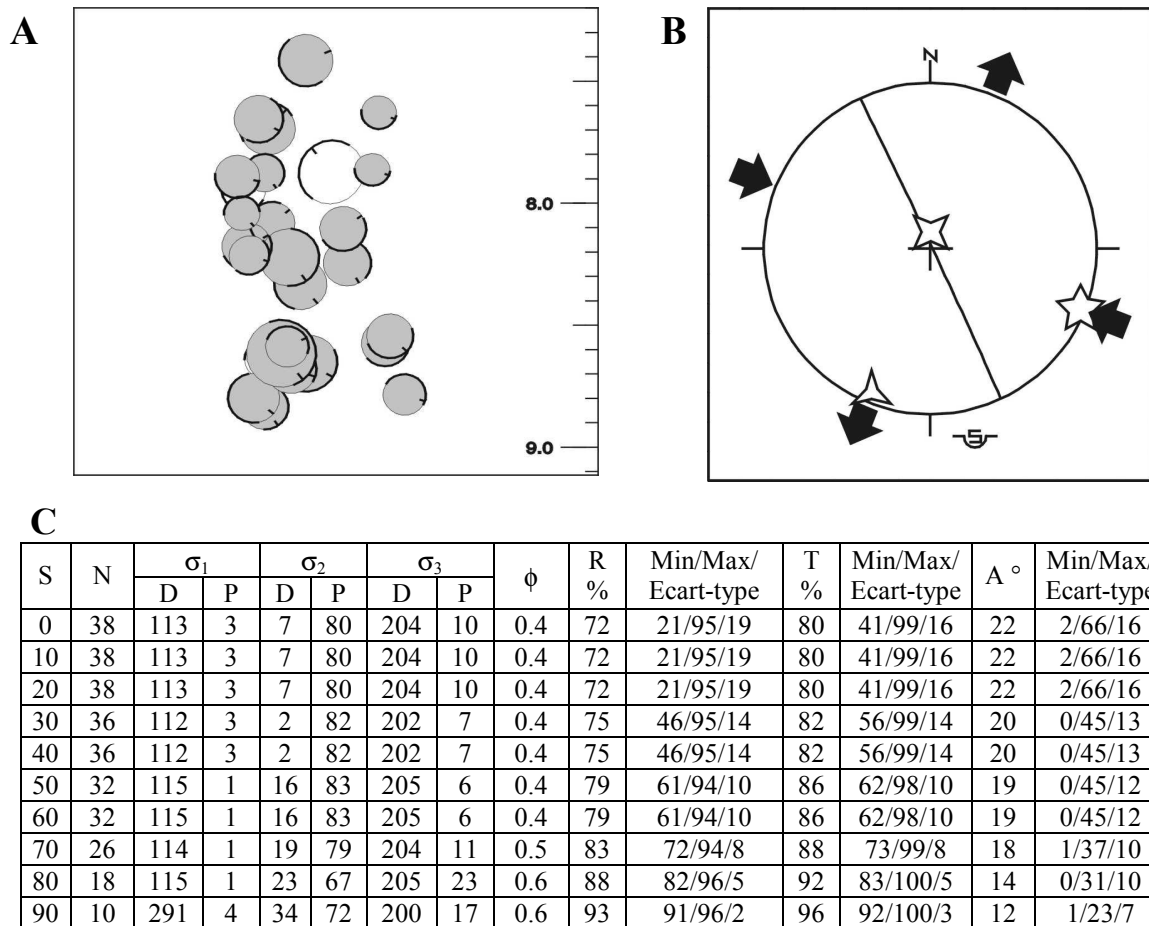 A
B
8.0
9.0
N
S
C
S N σ1 σ2 σ3 ϕ R % Min/Max/ Ecart-type T % Min/Max/ Ecart-type A ° Min/Max/ Ecart-type
D P D P D P
0 38 113 3 7 80 204 10 0.4 72 21/95/19 80 41/99/16 22 2/66/16
10 38 113 3 7 80 204 10 0.4 72 21/95/19 80 41/99/16 22 2/66/16
20 38 113 3 7 80 204 10 0.4 72 21/95/19 80 41/99/16 22 2/66/16
30 36 112 3 2 82 202 7 0.4 75 46/95/14 82 56/99/14 20 0/45/13
40 36 112 3 2 82 202 7 0.4 75 46/95/14 82 56/99/14 20 0/45/13
50 32 115 1 16 83 205 6 0.4 79 61/94/10 86 62/98/10 19 0/45/12
60 32 115 1 16 83 205 6 0.4 79 61/94/10 86 62/98/10 19 0/45/12
70 26 114 1 19 79 204 11 0.5 83 72/94/8 88 73/99/8 18 1/37/10
80 18 115 1 23 67 205 23 0.6 88 82/96/5 92 83/100/5 14 0/31/10
90 10 291 4 34 72 200 17 0.6 93 91/96/2 96 92/100/3 12 1/23/7